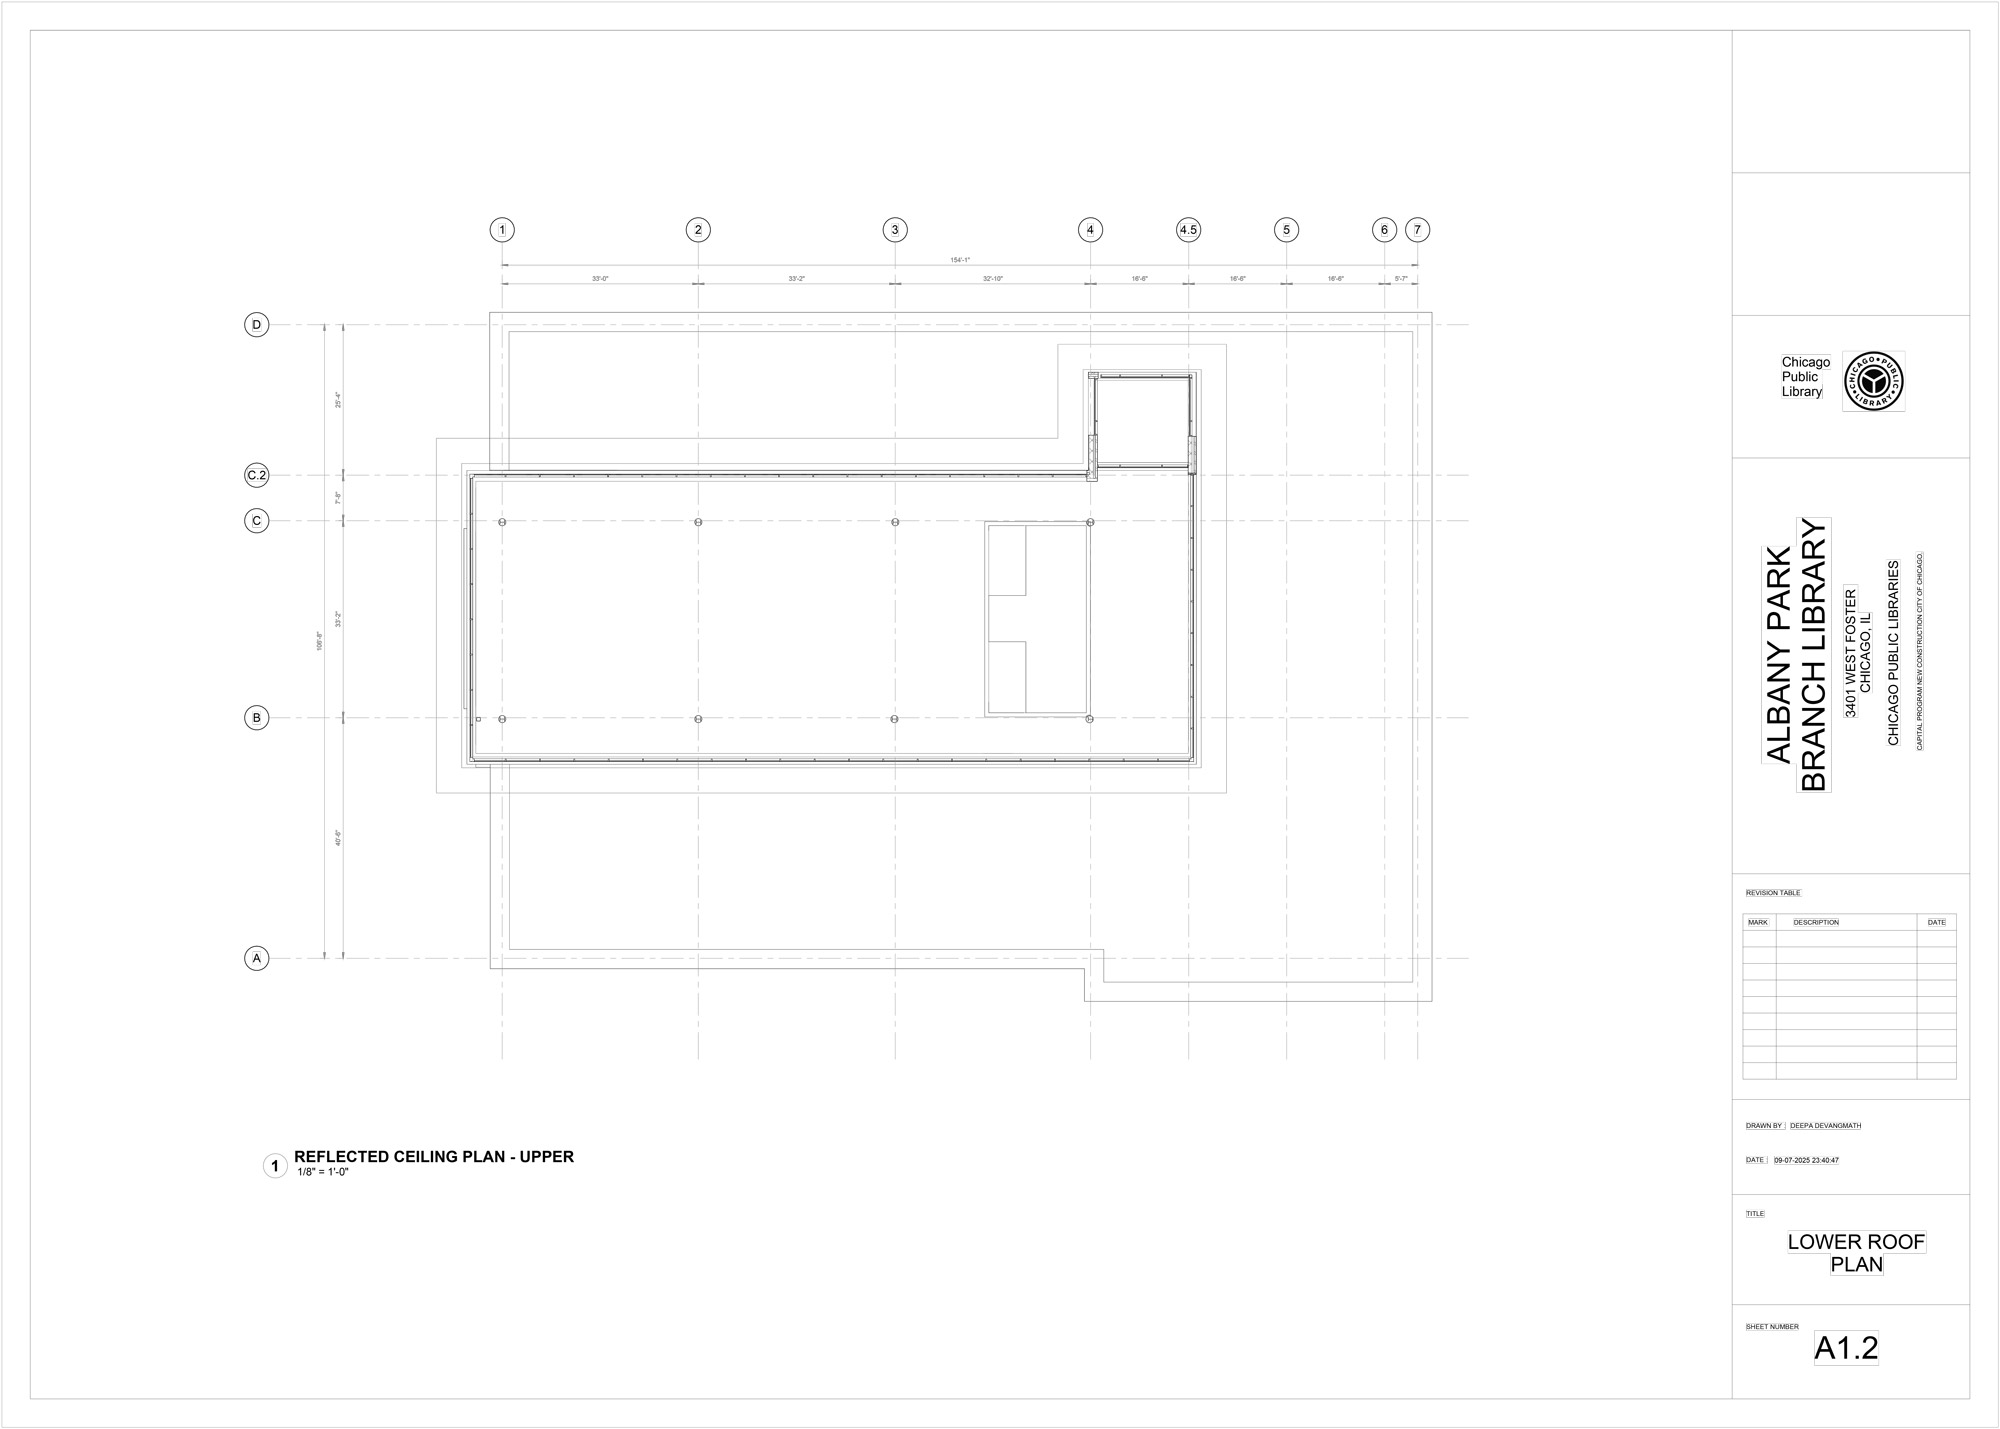 1
2
3
4
4.5
5
6
7
154'-1"
33'-0"
33'-2"
32'-10"
16'-6"
16'-6"
16'-6"
5'-7"
D
C.2
C
B
A
25'-4"
7'-8"
33'-2"
40'-6"
106'-8"
1
REFLECTED CEILING PLAN - UPPER
1/8" = 1'-0"
Chicago
Public
Library
CHICAGO • PUBLIC • LIBRARY •
ALBANY PARK
BRANCH LIBRARY
3401 WEST FOSTER
CHICAGO, IL
CHICAGO PUBLIC LIBRARIES
CAPITAL PROGRAM NEW CONSTRUCTION CITY OF CHICAGO
REVISION TABLE
MARK DESCRIPTION DATE
DRAWN BY : DEEPA DEVANGMATH
DATE : 09-07-2025 23:40:47
TITLE
LOWER ROOF
PLAN
SHEET NUMBER
A1.2